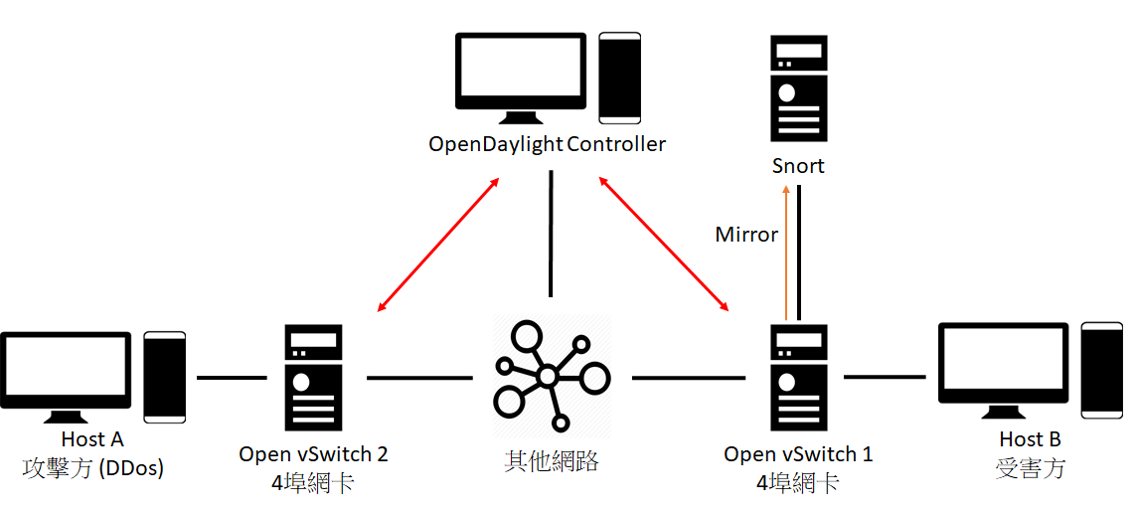 OpenDaylight Controller
Snort
Mirror
Host A
攻擊方 (DDos)
Open vSwitch 2
4埠網卡
其他網路
Open vSwitch 1
4埠網卡
Host B
受害方